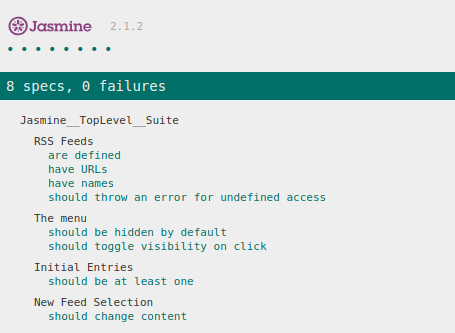 Jasmine 2.1.2
8 specs, 0 failures
Jasmine__TopLevel__Suite
RSS Feeds
are defined
have URLs
have names
should throw an error for undefined access
The menu
should be hidden by default
should toggle visibility on click
Initial Entries
should be at least one
New Feed Selection
should change content